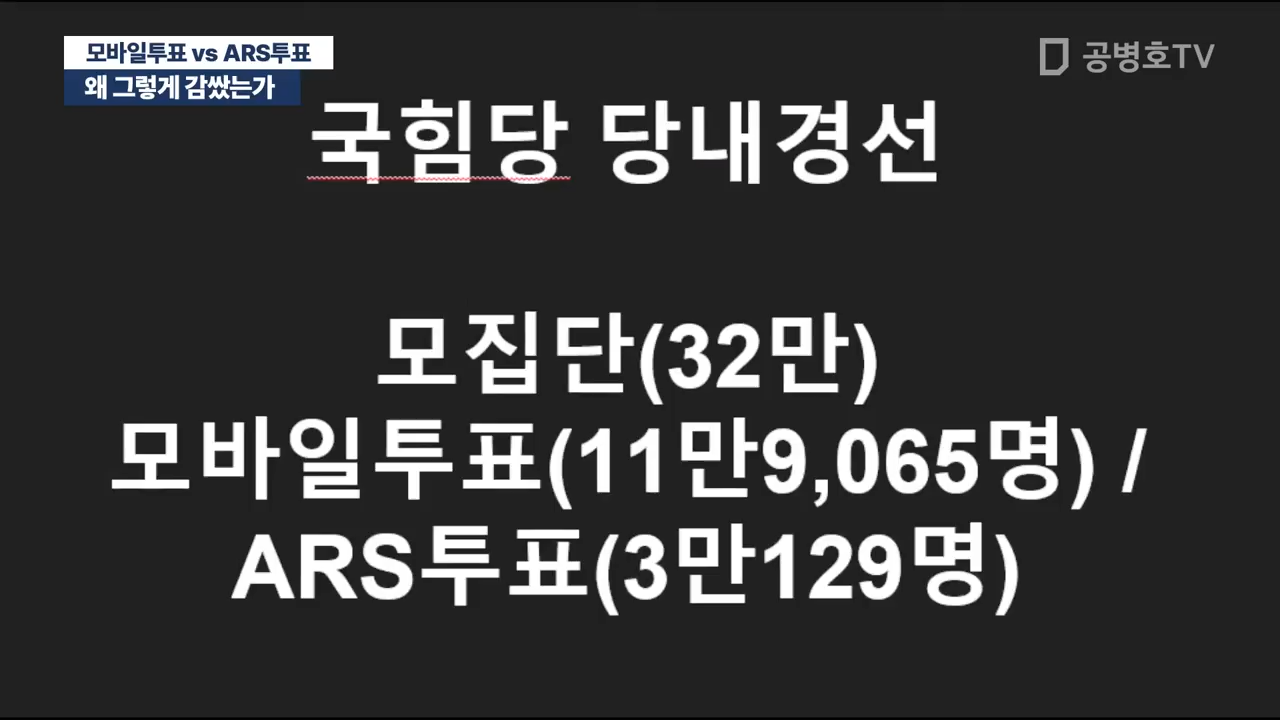 모바일투표 vs ARS투표
왜 그렇게 감쌌는가
공병호TV
국힘당 당내경선
모집단(32만)
모바일투표(11만9,065명) /
ARS투표(3만129명)